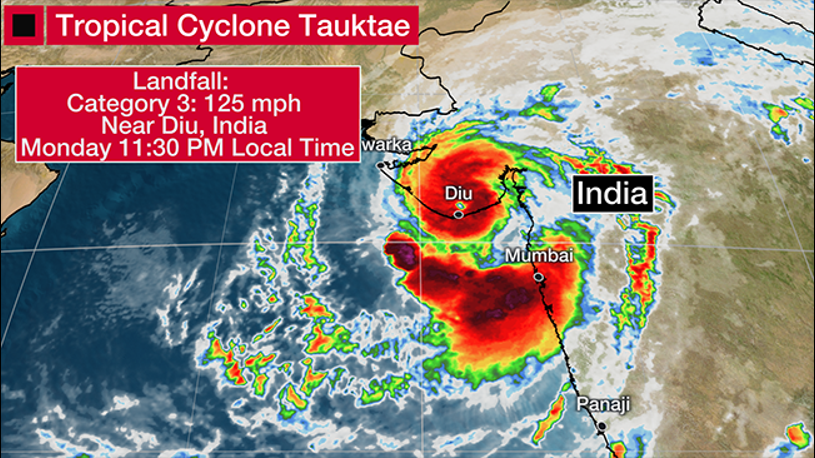 Tropical Cyclone Tauktae
Landfall:
Category 3: 125 mph
Near Diu, India
Monday 11:30 PM Local Time
warka
Diu
India
Mumbai
Panaji